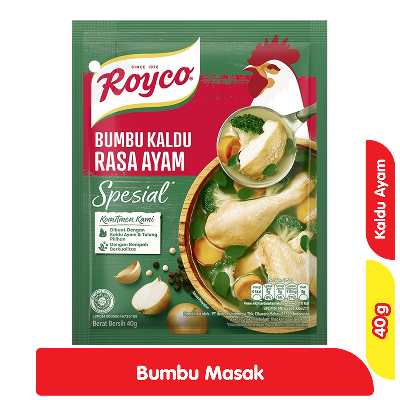 SINCE 1972
Royco
BUMBU KALDU
RASA AYAM
Spesial
Komitmen Kami
Dibuat Dengan
Kaldu Ayam & Tulang
Pilihan
Dengan Rempah
Berkualitas
Berat Bersih 40g
Kaldu Ayam
40g
Bumbu Masak